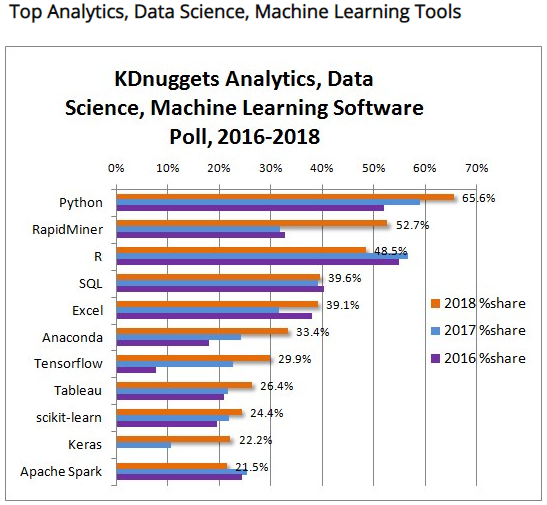 Top Analytics, Data Science, Machine Learning Tools
KDnuggets Analytics, Data
Science, Machine Learning Software
Poll, 2016-2018
0% 10% 20% 30% 40% 50% 60% 70%
Python 65.6%
RapidMiner 52.7%
R 48.5%
SQL 39.6%
Excel 39.1%
Anaconda 33.4%
Tensorflow 29.9%
Tableau 26.4%
scikit-learn 24.4%
Keras 22.2%
Apache Spark 21.5%
2018 %share
2017 %share
2016 %share